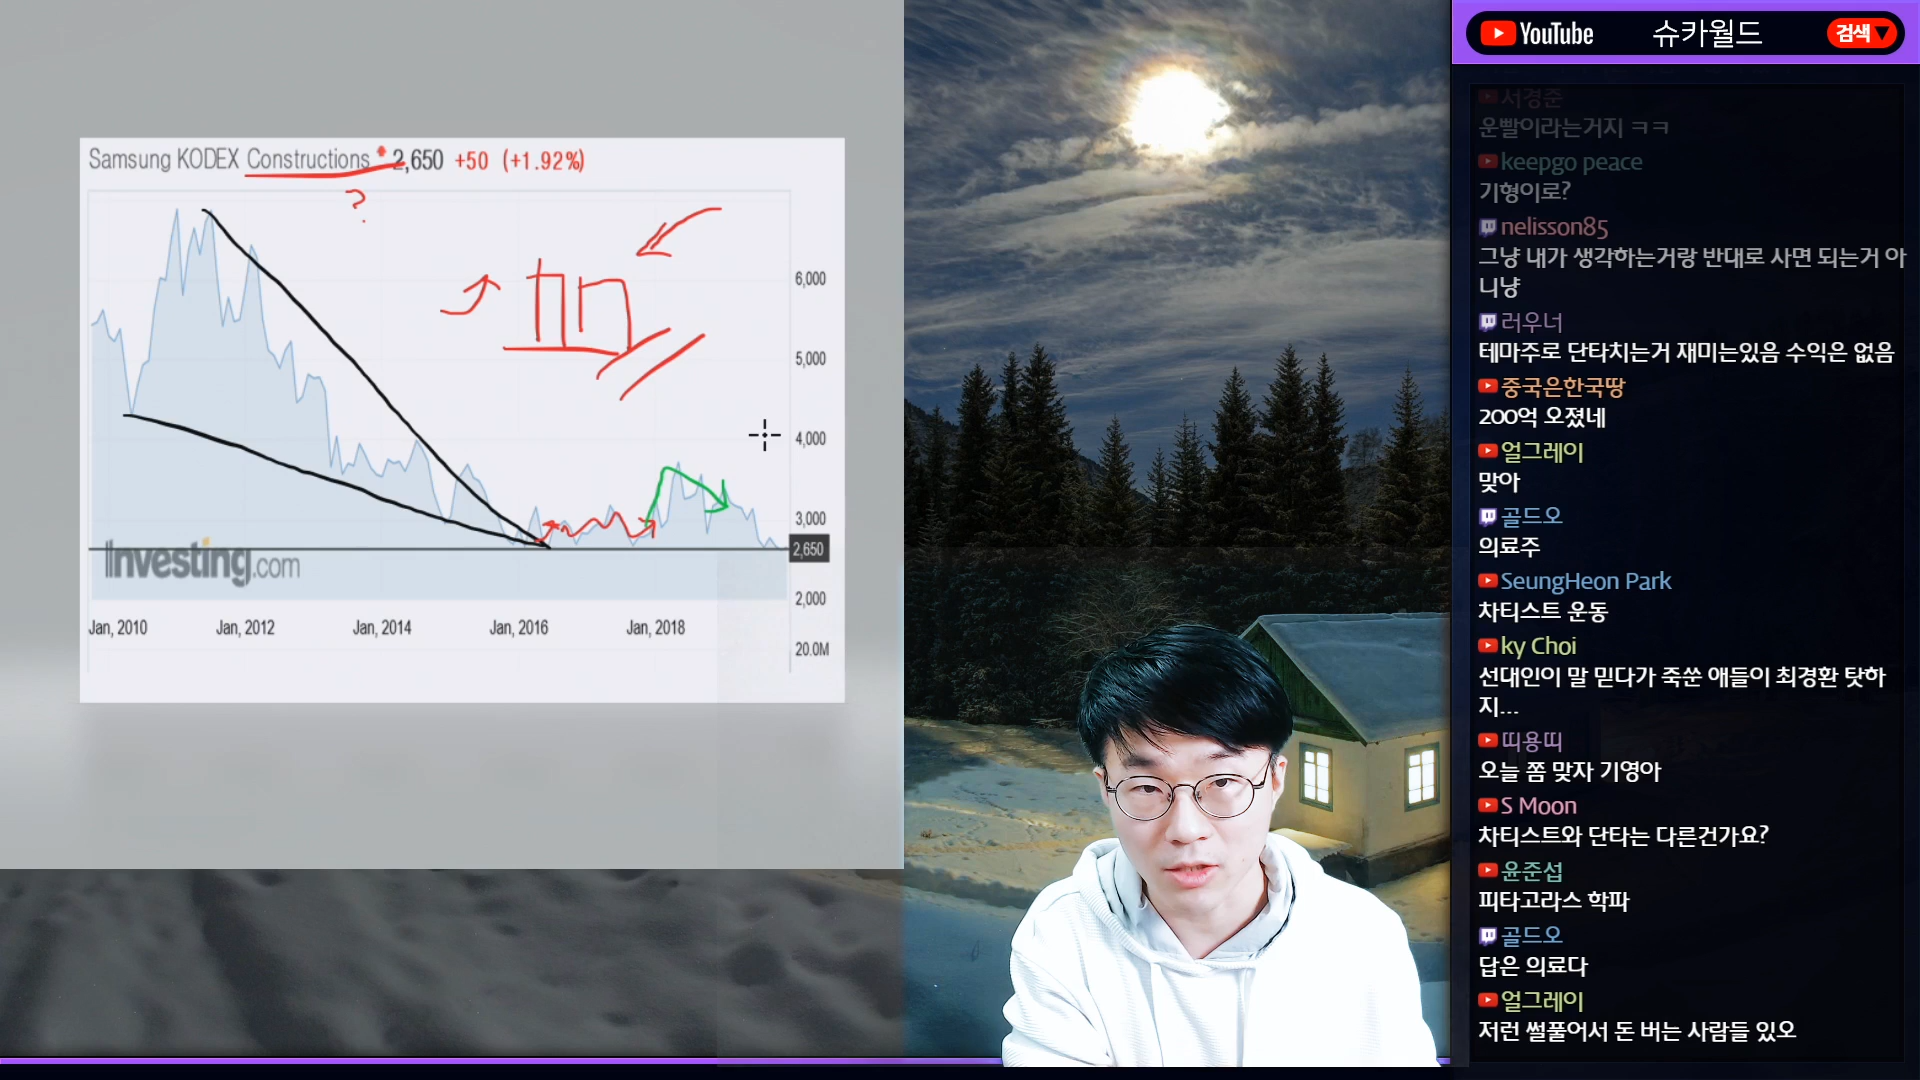 Samsung KODEX Constructions 2,650 +50 (+1.92%)
?
6,000
5,000
4,000
3,000
2,650
2,000
20.0M
Investing.com
Jan, 2010 Jan, 2012 Jan, 2014 Jan, 2016 Jan, 2018
YouTube 슈카월드 검색▼
서경준
운빨이라는거지 ㅋㅋ
keepgo peace
기형이로?
nelisson85
그냥 내가 생각하는거랑 반대로 사면 되는거 아
니냥
러우너
테마주로 단타치는거 재미는있음 수익은 없음
중국은한국땅
200억 오졌네
얼그레이
맞아
골드오
의료주
SeungHeon Park
차티스트 운동
ky Choi
선대인이 말 믿다가 죽쑨 애들이 최경환 탓하
지...
띠용띠
오늘 쫌 맞자 기영아
S Moon
차티스트와 단타는 다른건가요?
윤준섭
피타고라스 학파
골드오
답은 의료다
얼그레이
저런 썰풀어서 돈 버는 사람들 있오